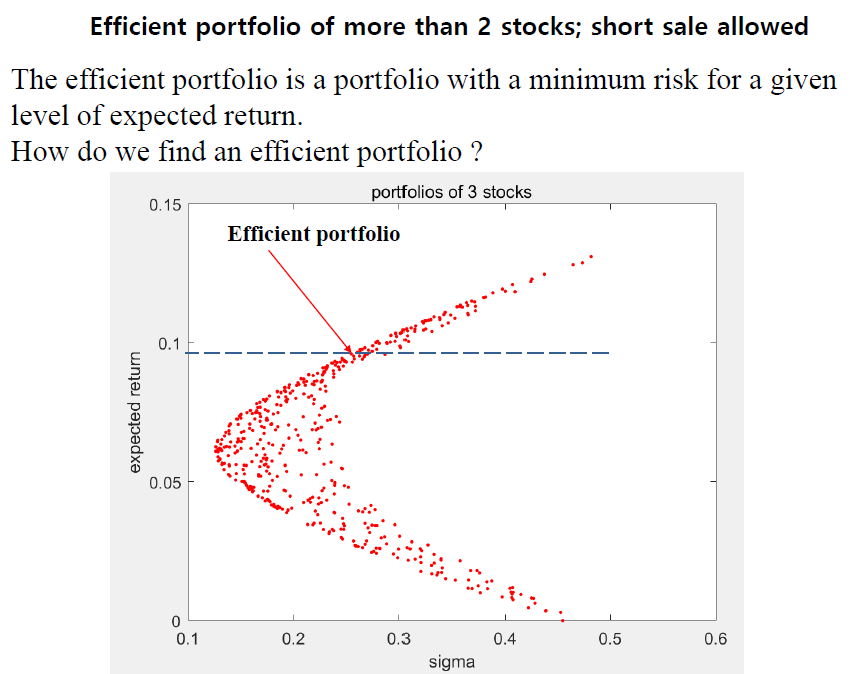 Efficient portfolio of more than 2 stocks; short sale allowed
The efficient portfolio is a portfolio with a minimum risk for a given
level of expected return.
How do we find an efficient portfolio ?
portfolios of 3 stocks
0.15
Efficient portfolio
0.1
expected return
0.05
0
0.1 0.2 0.3 0.4 0.5 0.6
sigma